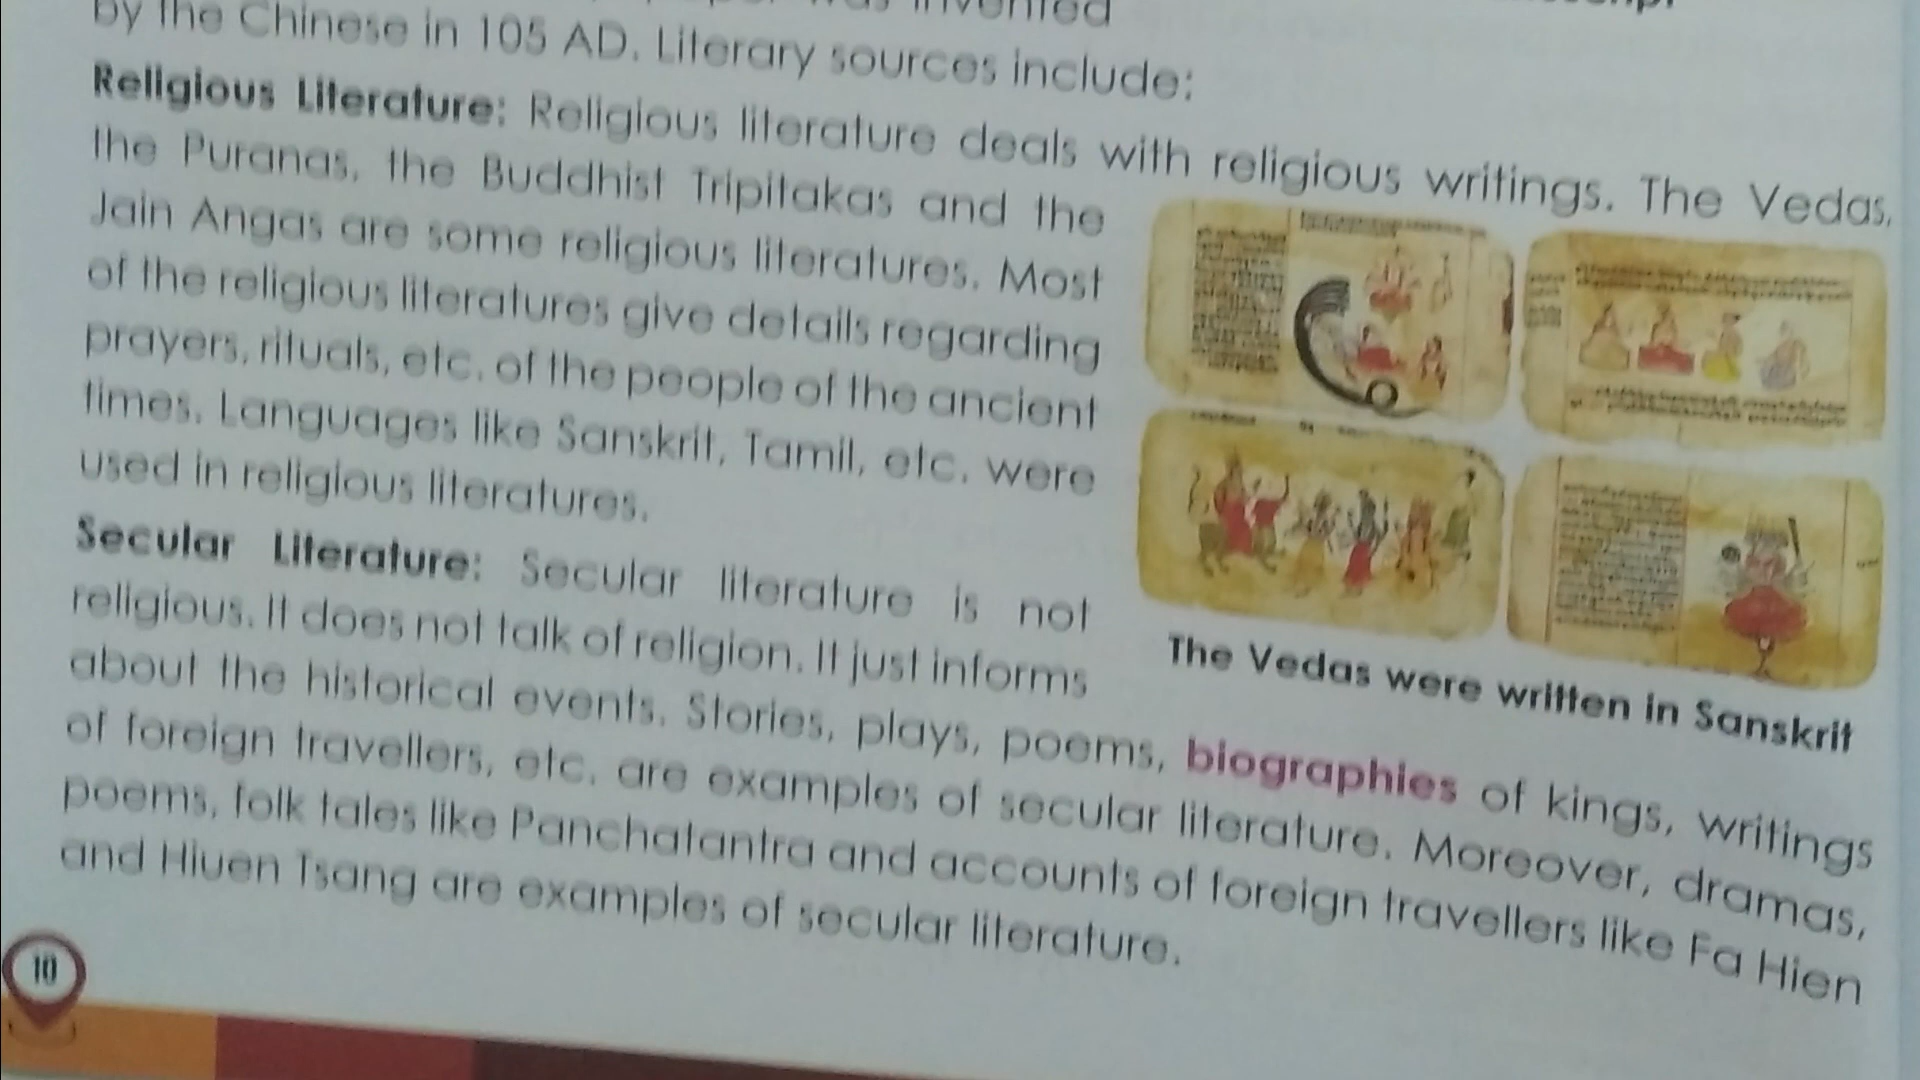 was invented
by the Chinese in 105 AD. Literary sources include:
Religious Literature: Religious literature deals with religious writings. The Vedas,
the Puranas, the Buddhist Tripitakas and the
Jain Angas are some religious literatures. Most
of the religious literatures give details regarding
prayers, rituals, etc. of the people of the ancient
times. Languages like Sanskrit, Tamil, etc. were
used in religious literatures.
The Vedas were written in Sanskrit
Secular Literature: Secular literature is not
religious. It does not talk of religion. It just informs
about the historical events. Stories, plays, poems, biographies of kings, writings
of foreign travellers, etc. are examples of secular literature. Moreover, dramas,
poems, folk tales like Panchatantra and accounts of foreign travellers like Fa Hien
and Hiuen Tsang are examples of secular literature.
10